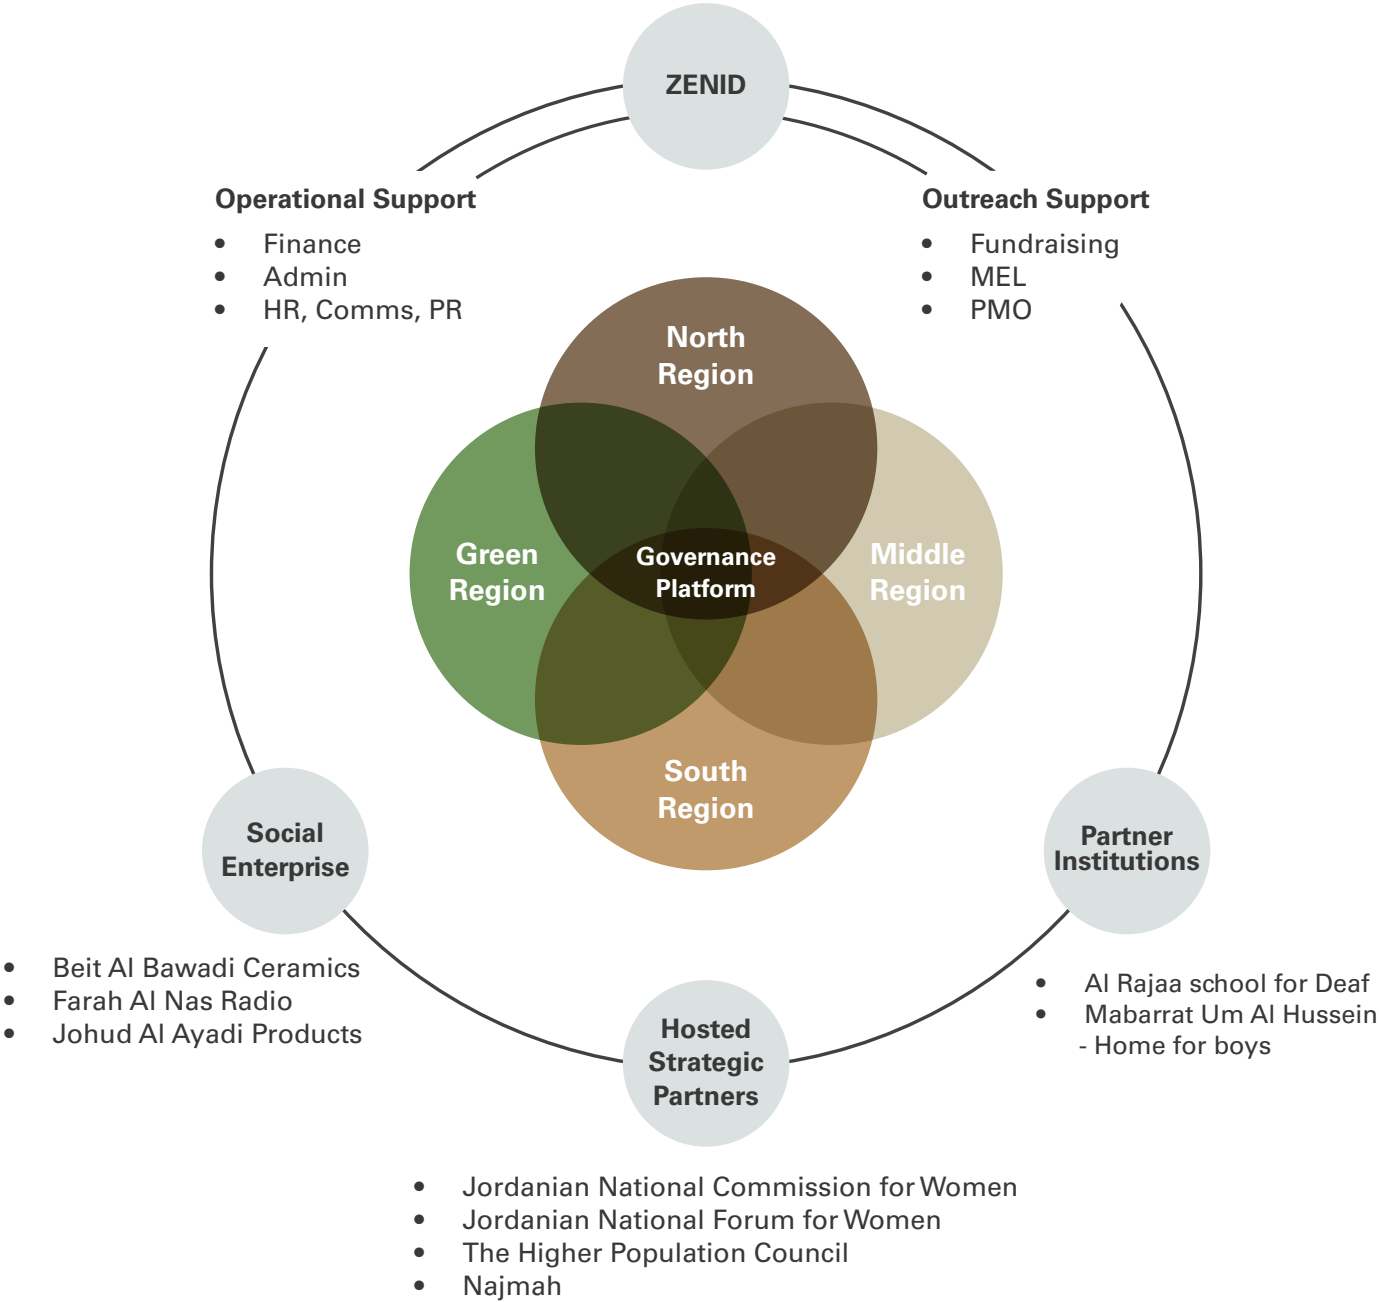 ZENID
Operational Support
• Finance
• Admin
• HR, Comms, PR
Outreach Support
• Fundraising
• MEL
• PMO
North
Region
Green
Region
Governance
Platform
Middle
Region
South
Region
Social
Enterprise
• Beit Al Bawadi Ceramics
• Farah Al Nas Radio
• Johud Al Ayadi Products
Partner
Institutions
• Al Rajaa school for Deaf
• Mabarrat Um Al Hussein
- Home for boys
Hosted
Strategic
Partners
• Jordanian National Commission for Women
• Jordanian National Forum for Women
• The Higher Population Council
• Najmah